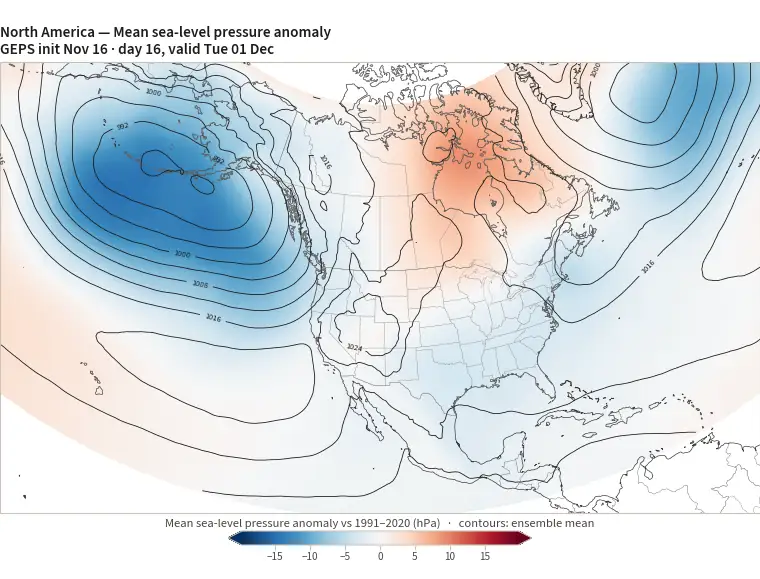 North America — Mean sea-level pressure anomaly
GEPS init Nov 16 · day 16, valid Tue 01 Dec
1000
1000
992
1016
1016
1000
1008
1016
1024
Mean sea-level pressure anomaly vs 1991–2020 (hPa) · contours: ensemble mean
−15 −10 −5 0 5 10 15